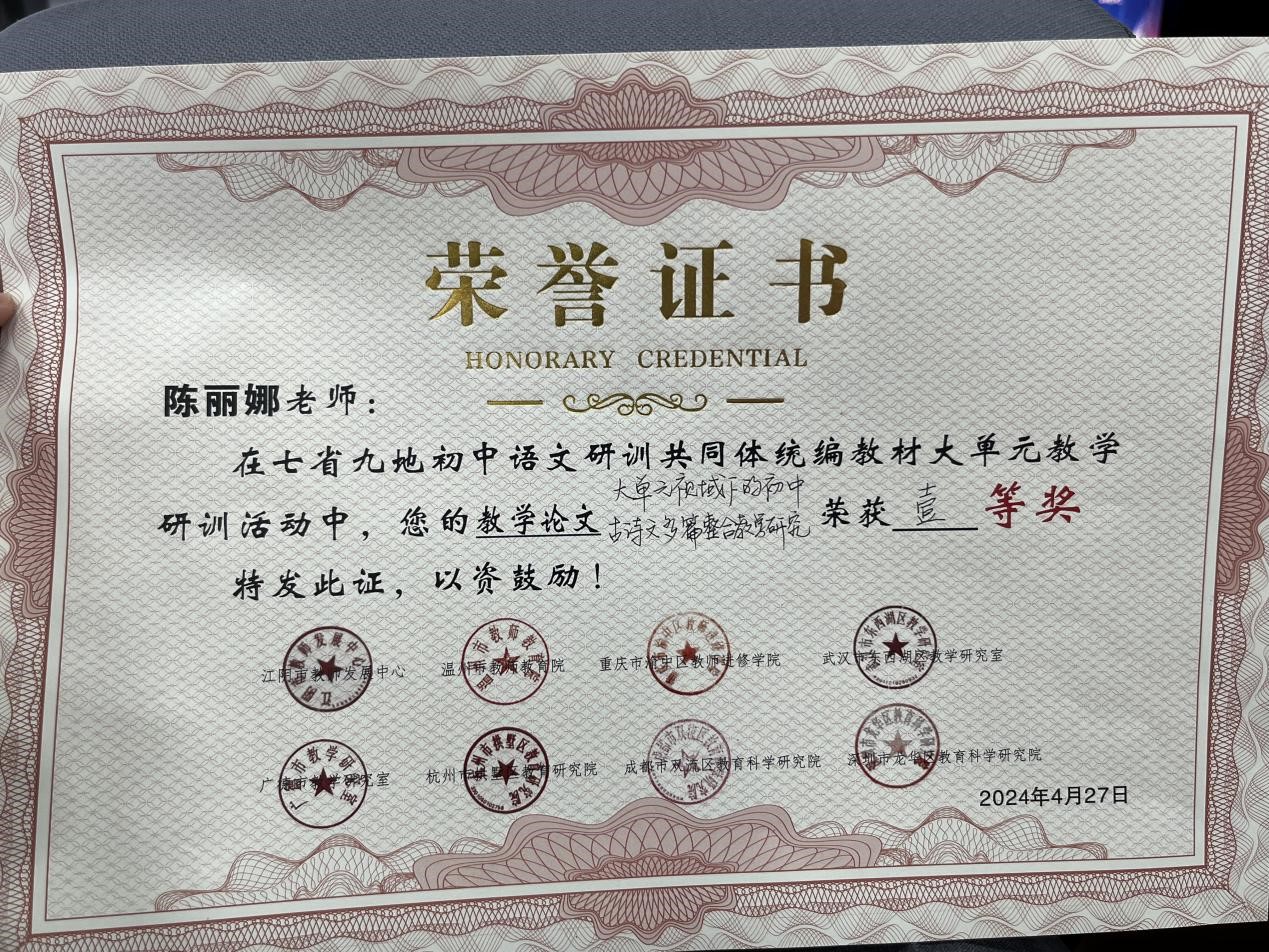 荣誉证书
HONORARY CREDENTIAL
陈丽娜老师：
在七省九地初中语文研训共同体统编教材大单元教学
研训活动中，您的教学论文 大单元视域下的初中
古诗文多篇整合教学研究 荣获 壹 等奖
特发此证，以资鼓励！
江阴市教师发展中心 温州市教师教育院 重庆市渝中区教师进修学院 武汉市东西湖区教学研究室
广德市教学研究室 杭州市拱墅区教育研究院 成都市双流区教育科学研究院 深圳市龙华区教育科学研究院
2024年4月27日